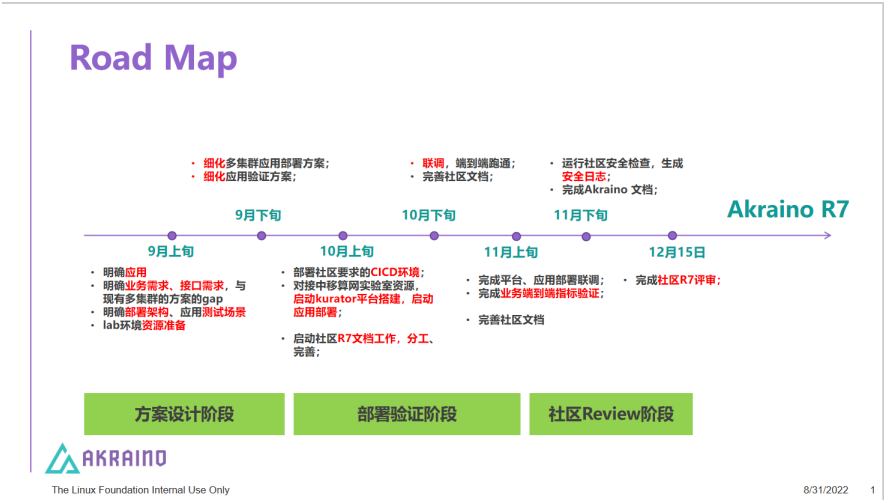 Road Map
• 细化多集群应用部署方案；
• 细化应用验证方案；
• 联调，端到端跑通；
• 完善社区文档；
• 运行社区安全检查，生成
安全日志；
• 完成Akraino 文档；
Akraino R7
9月下旬
10月下旬
11月下旬
9月上旬
10月上旬
11月上旬
12月15日
• 明确应用
• 明确业务需求、接口需求，与
现有多集群的方案的gap
• 明确部署架构、应用测试场景
• lab环境资源准备
• 部署社区要求的CICD环境；
• 对接中移算网实验室资源，
启动kurator平台搭建，启动
应用部署；
• 启动社区R7文档工作，分工、
完善；
• 完成平台、应用部署联调；
• 完成业务端到端指标验证；
• 完善社区文档
• 完成社区R7评审；
方案设计阶段
部署验证阶段
社区Review阶段
AKRAINO
The Linux Foundation Internal Use Only
8/31/2022
1